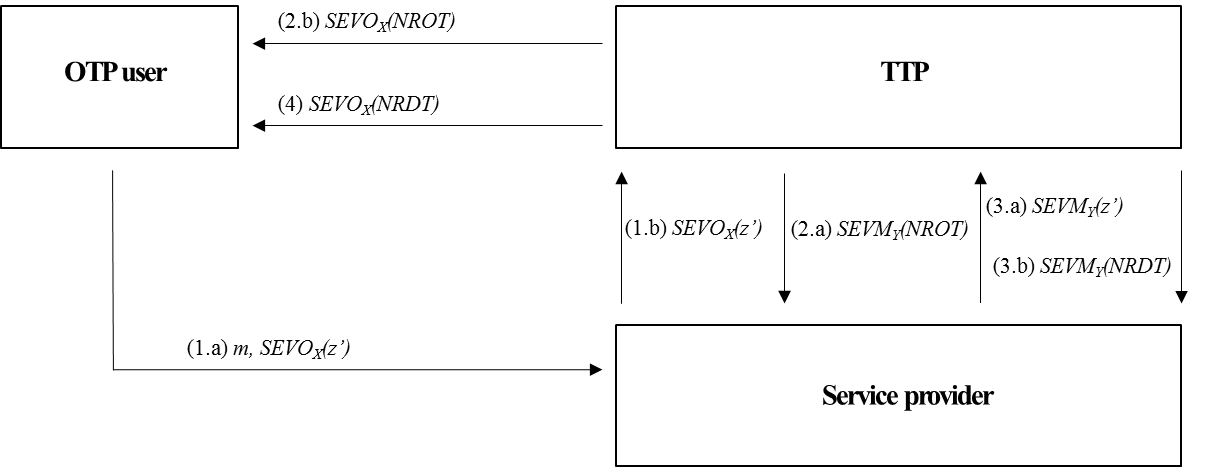 (2.b) SEVOX(NROT)
OTP user
TTP
(4) SEVOX(NRDT)
(1.b) SEVOX(z’)
(2.a) SEVMY(NROT)
(3.a) SEVMY(z’)
(3.b) SEVMY(NRDT)
(1.a) m, SEVOX(z’)
Service provider